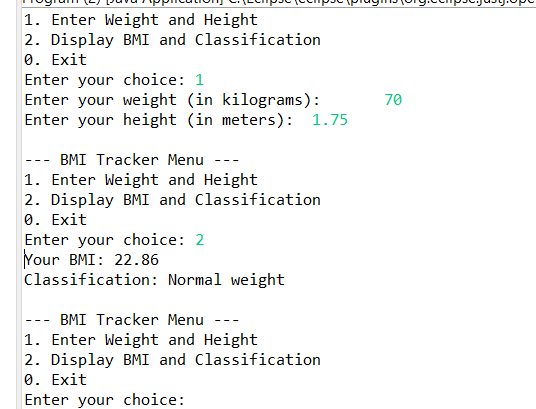 1. Enter Weight and Height
2. Display BMI and Classification
0. Exit
Enter your choice: 1
Enter your weight (in kilograms):       70
Enter your height (in meters):  1.75
--- BMI Tracker Menu ---
1. Enter Weight and Height
2. Display BMI and Classification
0. Exit
Enter your choice: 2
Your BMI: 22.86
Classification: Normal weight
--- BMI Tracker Menu ---
1. Enter Weight and Height
2. Display BMI and Classification
0. Exit
Enter your choice: